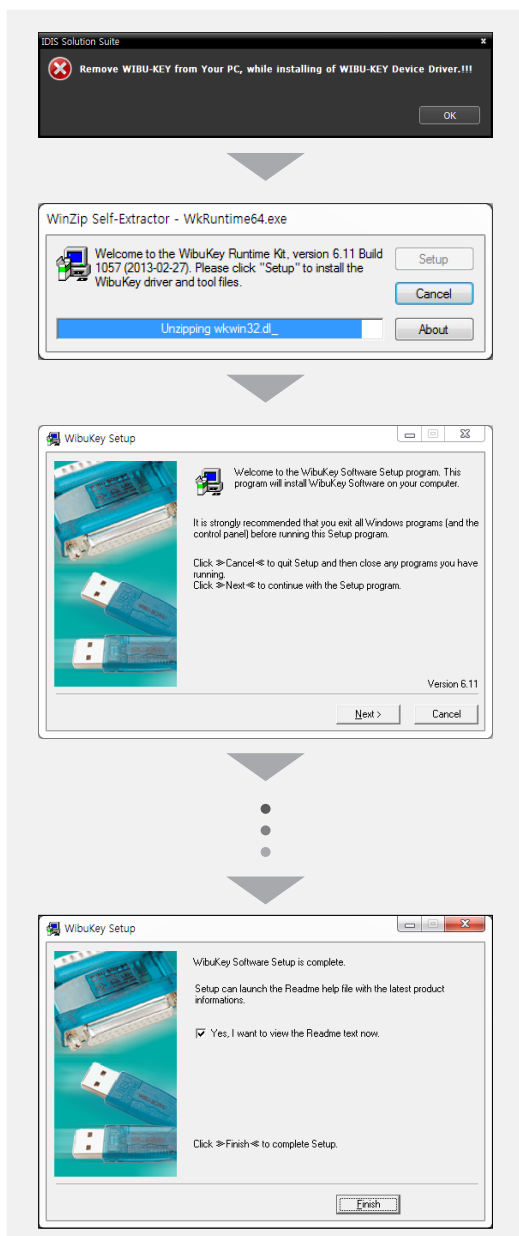 IDIS Solution Suite
x
Remove WIBU-KEY from Your PC, while installing of WIBU-KEY Device Driver.!!!
OK
WinZip Self-Extractor - WkRuntime64.exe
Welcome to the WibuKey Runtime Kit, version 6.11 Build
1057 (2013-02-27). Please click "Setup" to install the
WibuKey driver and tool files.
Setup
Cancel
Unzipping wkwin32.dl_
About
WibuKey Setup
Welcome to the WibuKey Software Setup program. This
program will install WibuKey Software on your computer.
It is strongly recommended that you exit all Windows programs (and the
control panel) before running this Setup program.
Click >Cancel< to quit Setup and then close any programs you have
running.
Click >Next< to continue with the Setup program.
Version 6.11
Next >
Cancel
WibuKey Setup
WibuKey Software Setup is complete.
Setup can launch the Readme help file with the latest product
informations.
Yes, I want to view the Readme text now.
Click >Finish< to complete Setup.
Finish